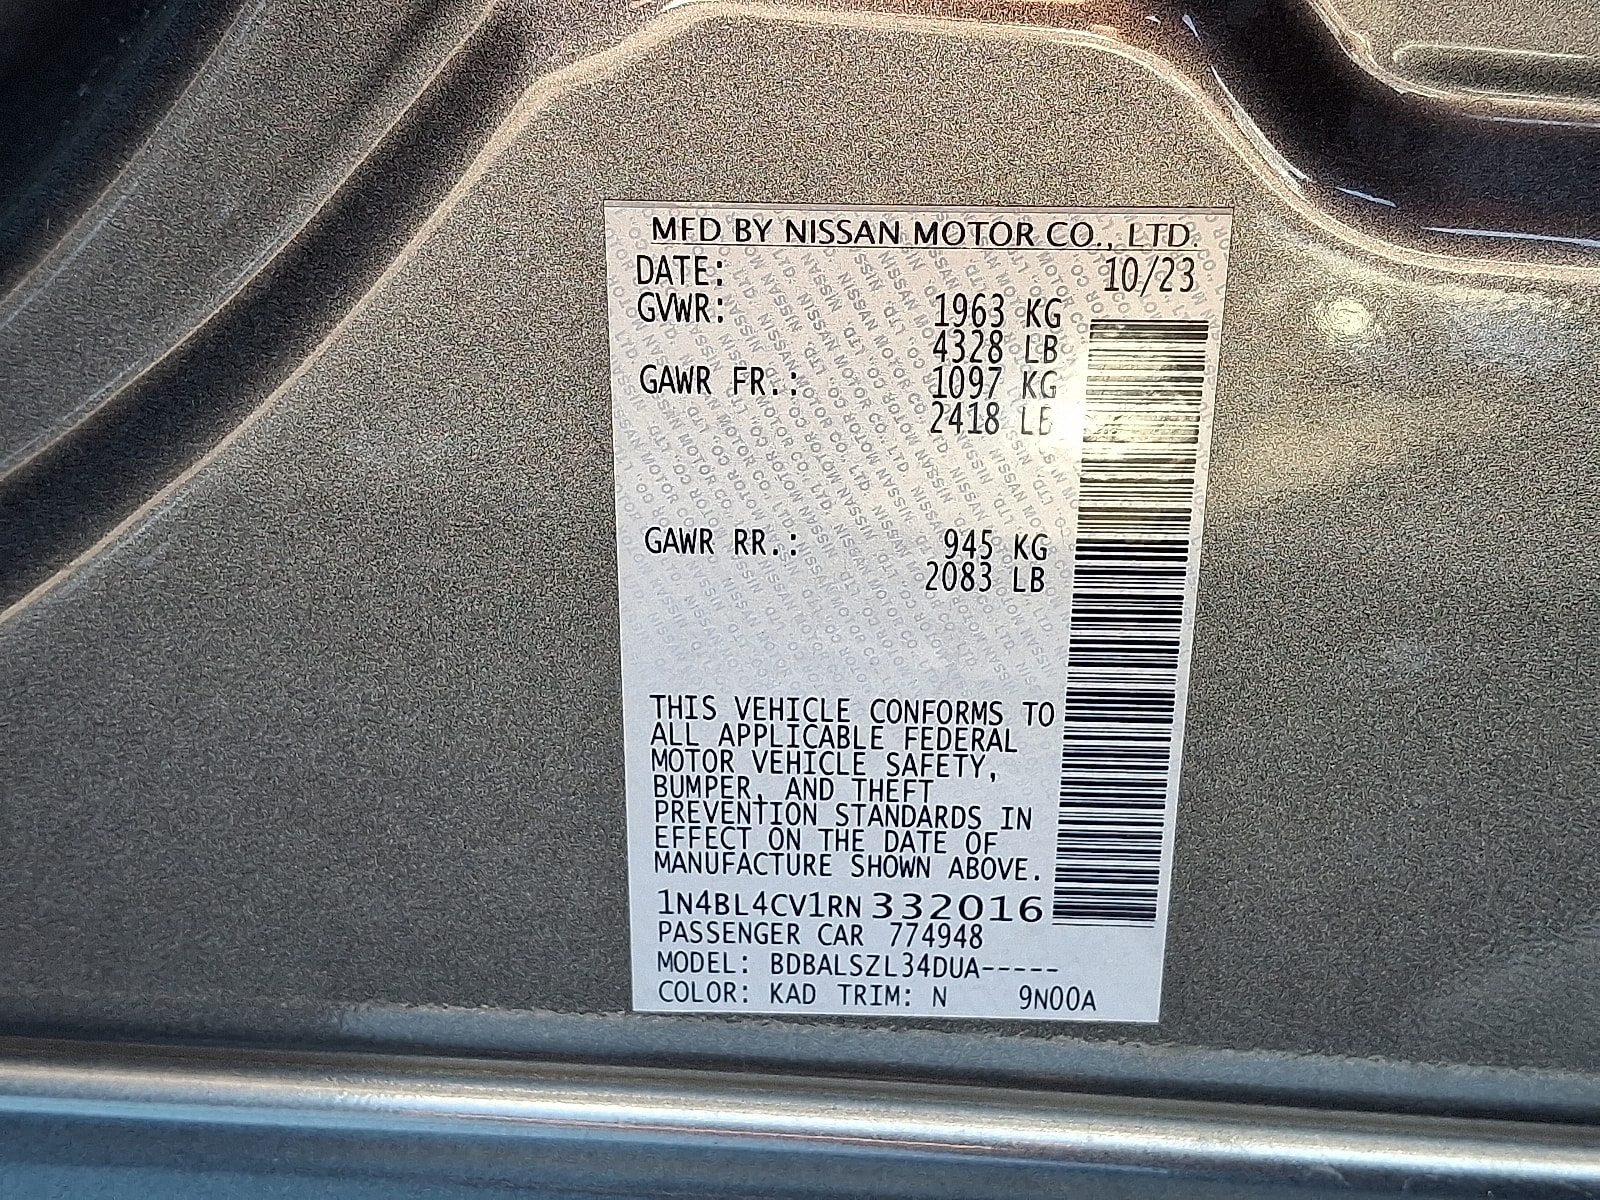 MFD BY NISSAN MOTOR CO., LTD.
DATE: 10/23
GVWR: 1963 KG
4328 LB
GAWR FR.: 1097 KG
2418 LB
GAWR RR.: 945 KG
2083 LB
THIS VEHICLE CONFORMS TO
ALL APPLICABLE FEDERAL
MOTOR VEHICLE SAFETY,
BUMPER, AND THEFT
PREVENTION STANDARDS IN
EFFECT ON THE DATE OF
MANUFACTURE SHOWN ABOVE.
1N4BL4CV1RN332016
PASSENGER CAR 774948
MODEL: BDBALSZL34DUA-----
COLOR: KAD TRIM: N 9N00A